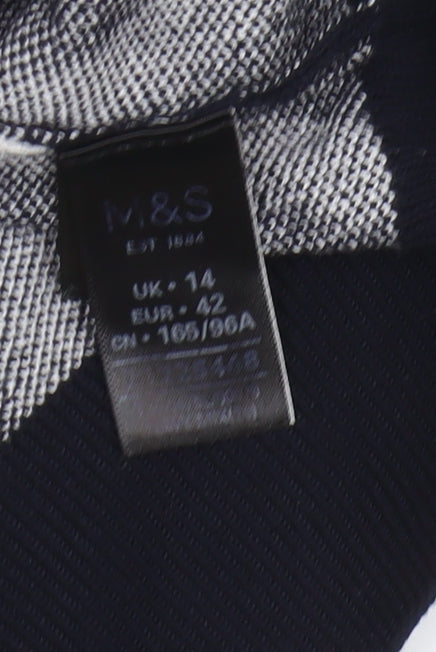 M&S
EST 1884
UK • 14
EUR • 42
CN • 165/96A